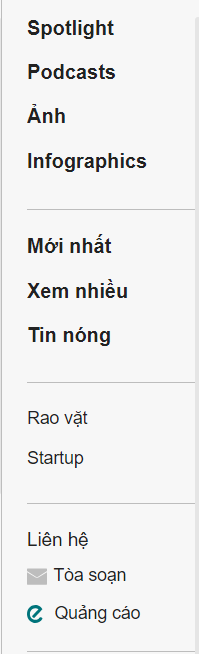 Spotlight
Podcasts
Ảnh
Infographics
Mới nhất
Xem nhiều
Tin nóng
Rao vặt
Startup
Liên hệ
Tòa soạn
Quảng cáo